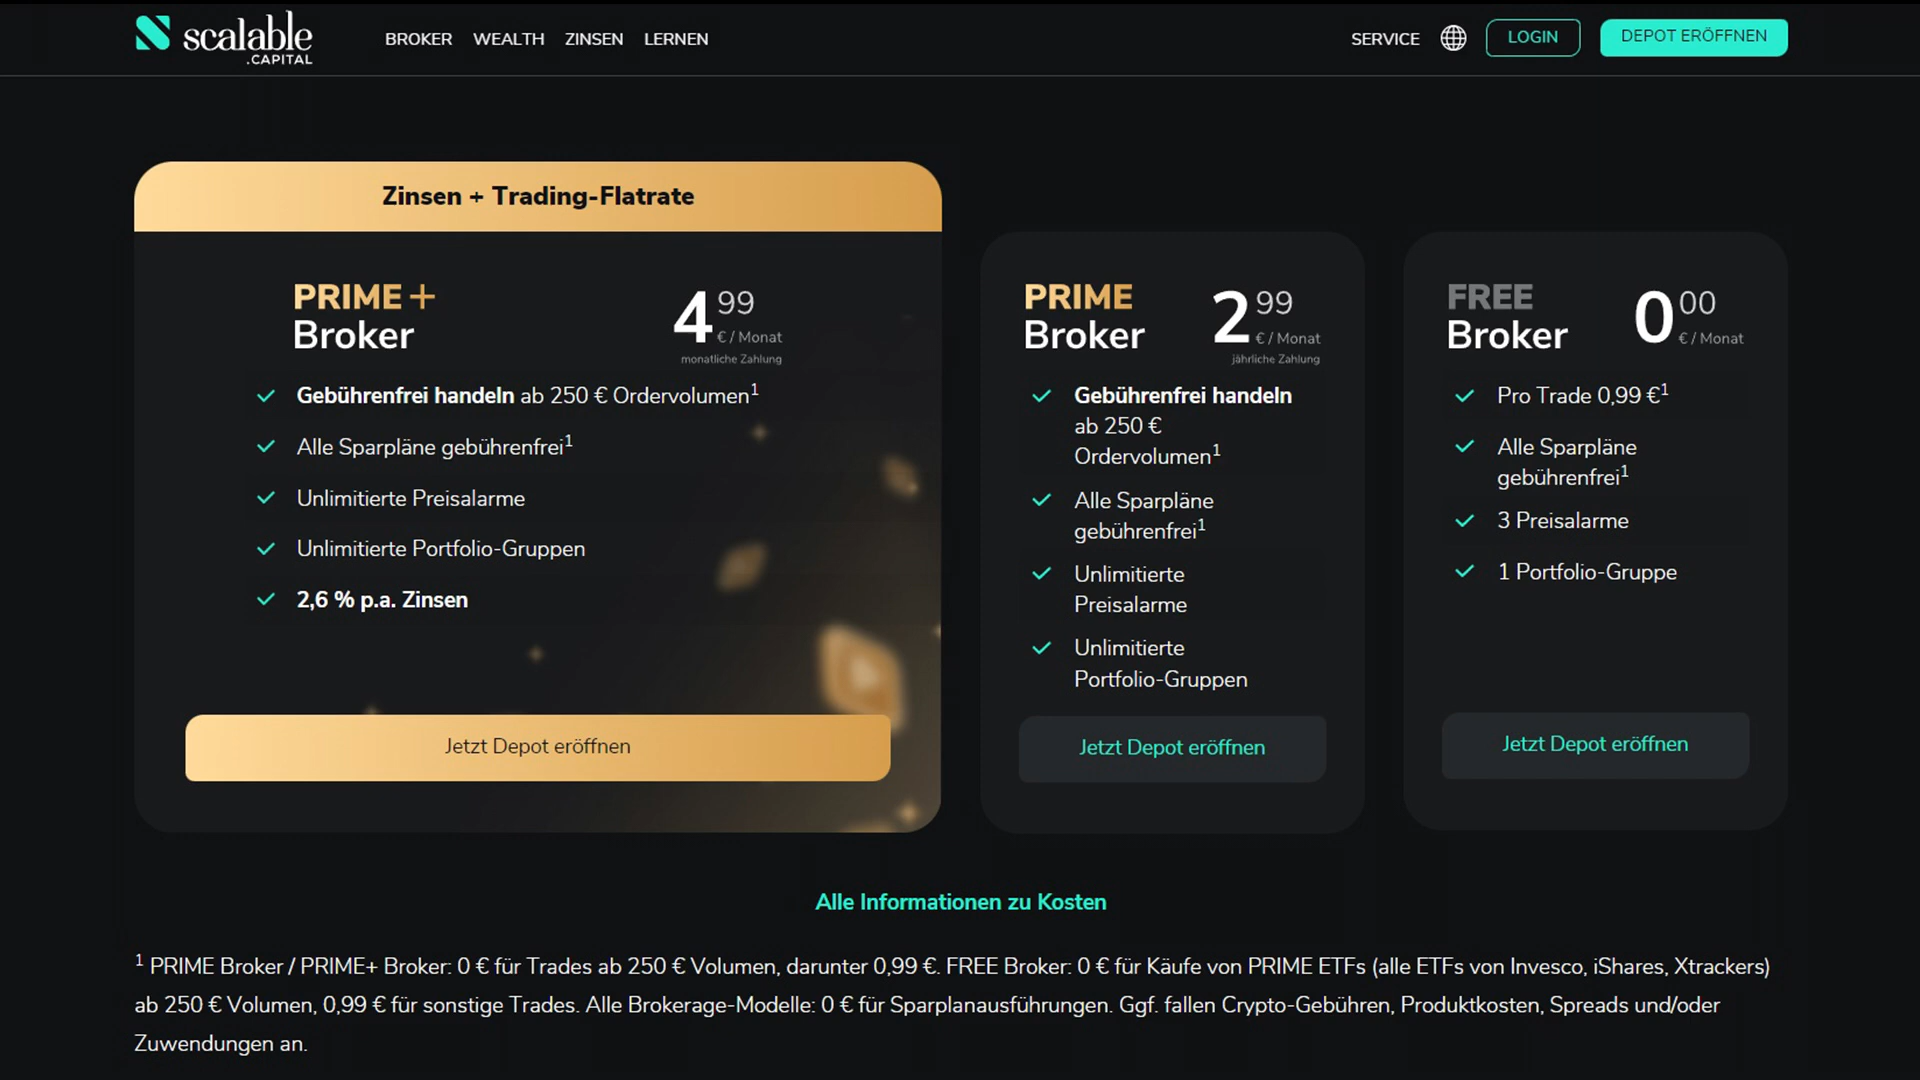 scalable
.CAPITAL
BROKER WEALTH ZINSEN LERNEN
SERVICE LOGIN DEPOT ERÖFFNEN
Zinsen + Trading-Flatrate
PRIME+
Broker
4 99
€ / Monat
monatliche Zahlung
Gebührenfrei handeln ab 250 € Ordervolumen¹
Alle Sparpläne gebührenfrei¹
Unlimitierte Preisalarme
Unlimitierte Portfolio-Gruppen
2,6 % p.a. Zinsen
Jetzt Depot eröffnen
PRIME
Broker
2 99
€ / Monat
jährliche Zahlung
Gebührenfrei handeln
ab 250 €
Ordervolumen¹
Alle Sparpläne
gebührenfrei¹
Unlimitierte
Preisalarme
Unlimitierte
Portfolio-Gruppen
Jetzt Depot eröffnen
FREE
Broker
0 00
€ / Monat
Pro Trade 0,99 €¹
Alle Sparpläne
gebührenfrei¹
3 Preisalarme
1 Portfolio-Gruppe
Jetzt Depot eröffnen
Alle Informationen zu Kosten
¹ PRIME Broker / PRIME+ Broker: 0 € für Trades ab 250 € Volumen, darunter 0,99 €. FREE Broker: 0 € für Käufe von PRIME ETFs (alle ETFs von Invesco, iShares, Xtrackers)
ab 250 € Volumen, 0,99 € für sonstige Trades. Alle Brokerage-Modelle: 0 € für Sparplanausführungen. Ggf. fallen Crypto-Gebühren, Produktkosten, Spreads und/oder
Zuwendungen an.